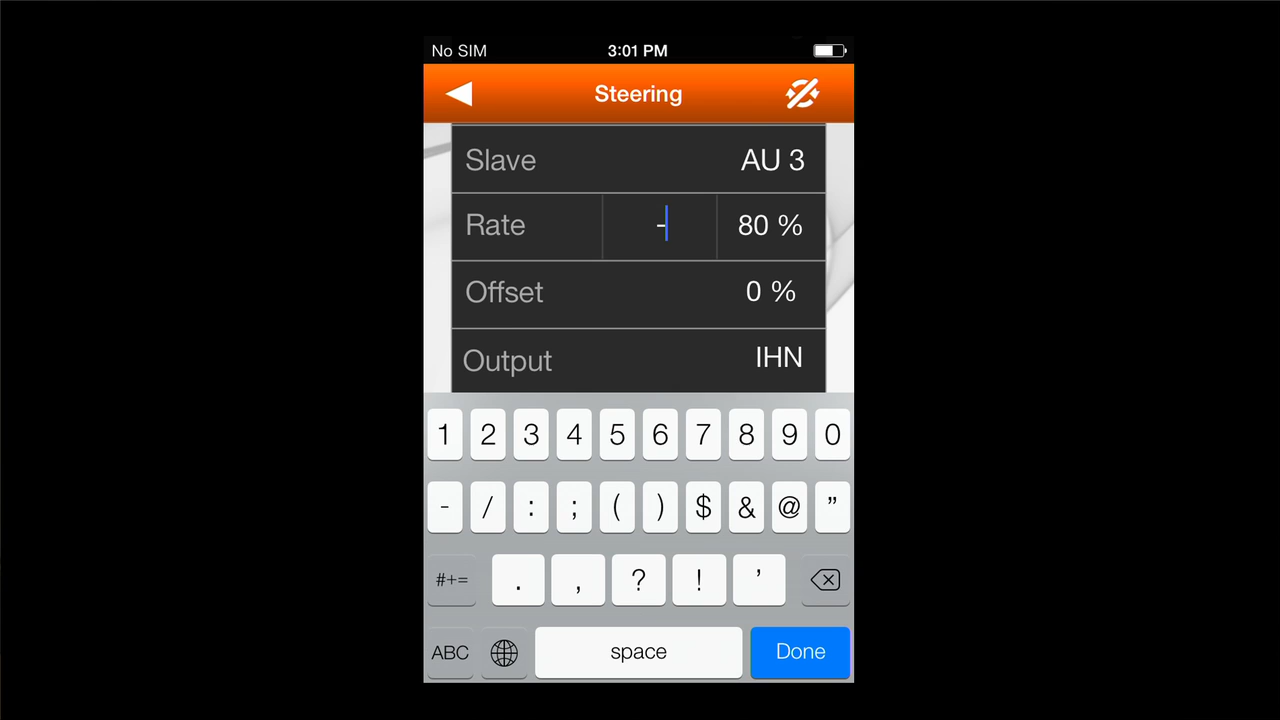 No SIM 3:01 PM
Steering
Slave AU 3
Rate - 80 %
Offset 0 %
Output IHN
1 2 3 4 5 6 7 8 9 0
- / : ; ( ) $ & @ ”
#+= . , ? ! ’
ABC space Done